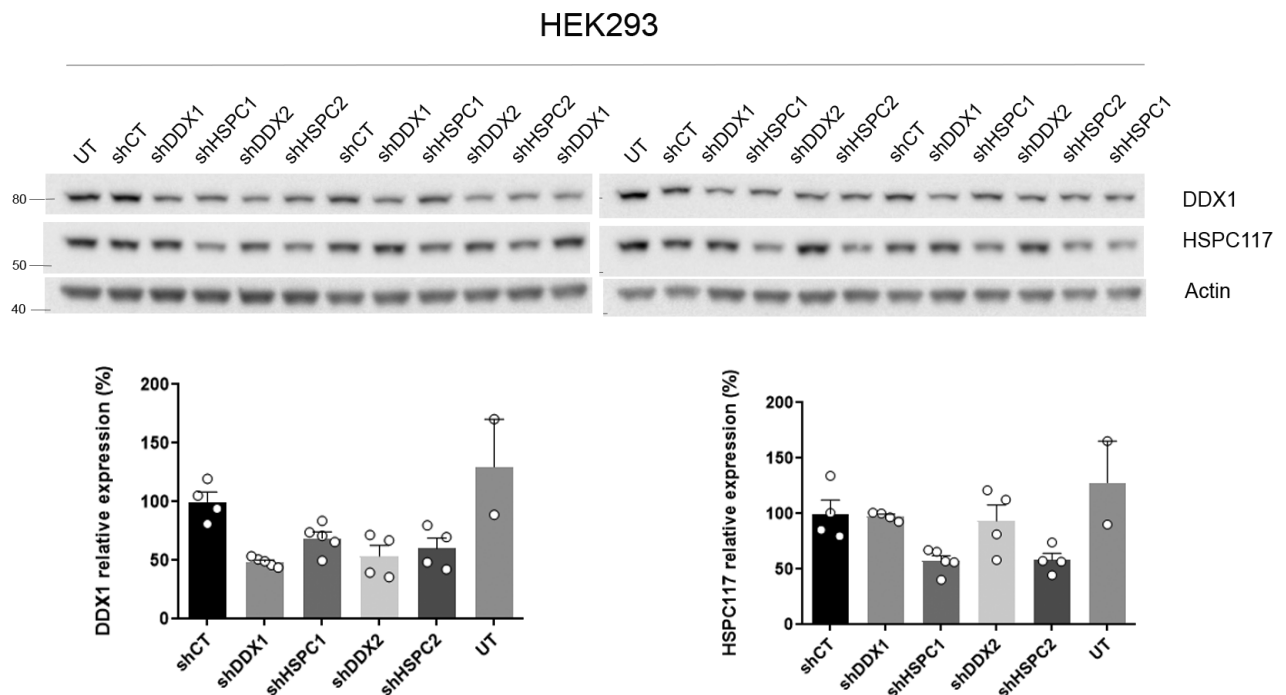 HEK293
UT shCT shDDX1 shHSPC1 shDDX2 shHSPC2 shCT shDDX1 shHSPC1 shDDX2 shHSPC2 shDDX1
UT shCT shDDX1 shHSPC1 shDDX2 shHSPC2 shCT shDDX1 shHSPC1 shDDX2 shHSPC2 shHSPC1
80
DDX1
HSPC117
50
Actin
40
DDX1 relative expression (%)
200
150
100
50
0
shCT shDDX1 shHSPC1 shDDX2 shHSPC2 UT
HSPC117 relative expression (%)
200
150
100
50
0
shCT shDDX1 shHSPC1 shDDX2 shHSPC2 UT